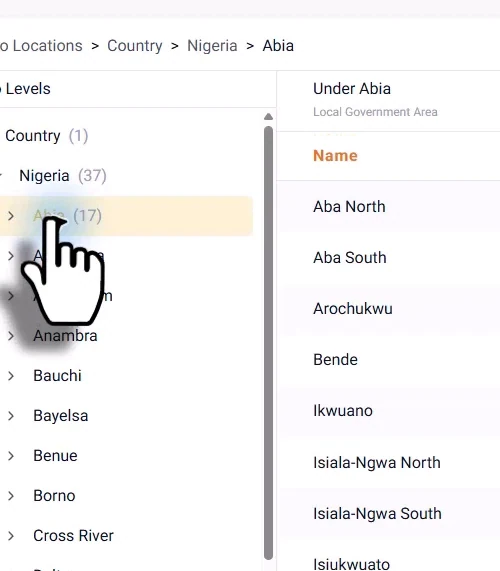 o Locations > Country > Nigeria > Abia
Levels
Country (1)
Nigeria (37)
Abia (17)
Anambra
Bauchi
Bayelsa
Benue
Borno
Cross River
Under Abia
Local Government Area
Name
Aba North
Aba South
Arochukwu
Bende
Ikwuano
Isiala-Ngwa North
Isiala-Ngwa South
Isiukwuato